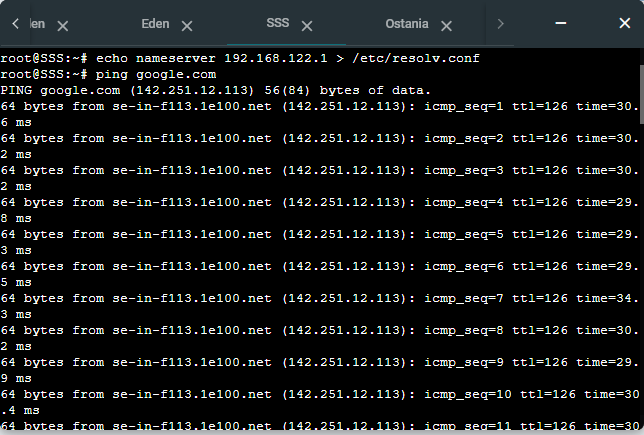 len Eden SSS Ostania
root@SSS:~# echo nameserver 192.168.122.1 > /etc/resolv.conf
root@SSS:~# ping google.com
PING google.com (142.251.12.113) 56(84) bytes of data.
64 bytes from se-in-f113.1e100.net (142.251.12.113): icmp_seq=1 ttl=126 time=30.
6 ms
64 bytes from se-in-f113.1e100.net (142.251.12.113): icmp_seq=2 ttl=126 time=30.
2 ms
64 bytes from se-in-f113.1e100.net (142.251.12.113): icmp_seq=3 ttl=126 time=30.
2 ms
64 bytes from se-in-f113.1e100.net (142.251.12.113): icmp_seq=4 ttl=126 time=29.
8 ms
64 bytes from se-in-f113.1e100.net (142.251.12.113): icmp_seq=5 ttl=126 time=29.
3 ms
64 bytes from se-in-f113.1e100.net (142.251.12.113): icmp_seq=6 ttl=126 time=29.
5 ms
64 bytes from se-in-f113.1e100.net (142.251.12.113): icmp_seq=7 ttl=126 time=34.
3 ms
64 bytes from se-in-f113.1e100.net (142.251.12.113): icmp_seq=8 ttl=126 time=30.
2 ms
64 bytes from se-in-f113.1e100.net (142.251.12.113): icmp_seq=9 ttl=126 time=29.
9 ms
64 bytes from se-in-f113.1e100.net (142.251.12.113): icmp_seq=10 ttl=126 time=30
.4 ms
64 bytes from se-in-f113.1e100.net (142.251.12.113): icmp_seq=11 ttl=126 time=30